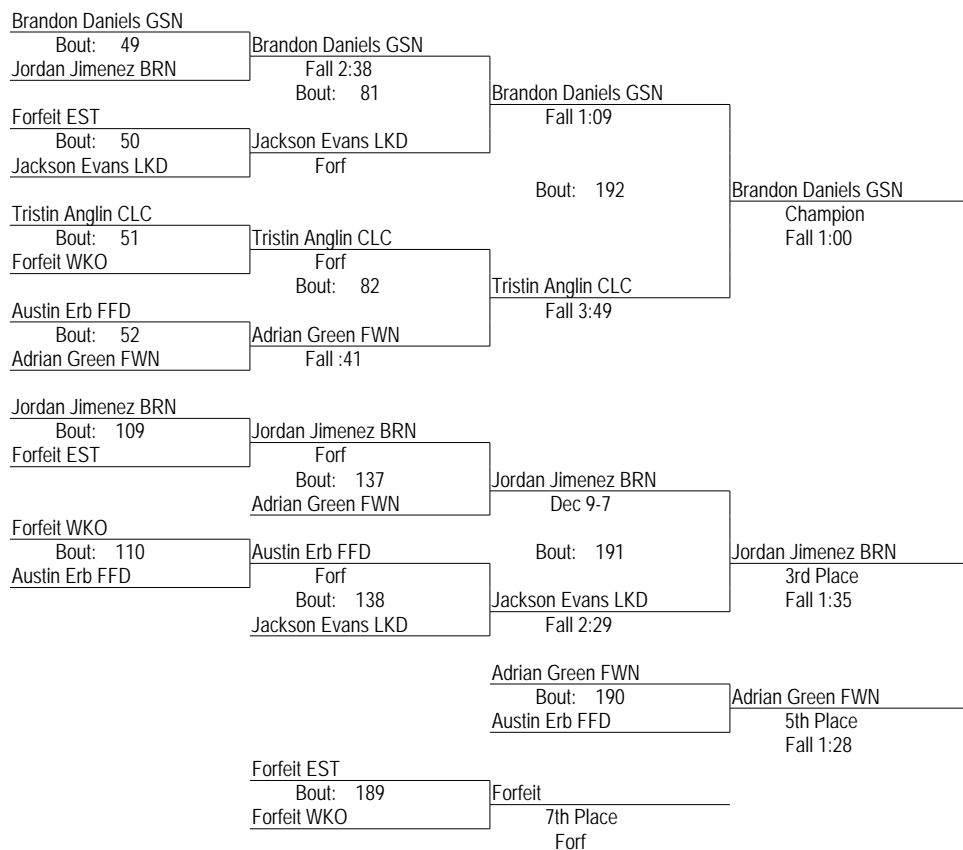 Brandon Daniels GSN
Bout: 49
Jordan Jimenez BRN
Brandon Daniels GSN
Fall 2:38
Bout: 81
Forfeit EST
Bout: 50
Jackson Evans LKD
Jackson Evans LKD
Forf
Brandon Daniels GSN
Fall 1:09
Bout: 192
Tristin Anglin CLC
Bout: 51
Forfeit WKO
Tristin Anglin CLC
Forf
Bout: 82
Austin Erb FFD
Bout: 52
Adrian Green FWN
Adrian Green FWN
Fall :41
Tristin Anglin CLC
Fall 3:49
Brandon Daniels GSN
Champion
Fall 1:00
Jordan Jimenez BRN
Bout: 109
Forfeit EST
Jordan Jimenez BRN
Forf
Bout: 137
Adrian Green FWN
Jordan Jimenez BRN
Dec 9-7
Bout: 191
Forfeit WKO
Bout: 110
Austin Erb FFD
Austin Erb FFD
Forf
Bout: 138
Jackson Evans LKD
Jackson Evans LKD
Fall 2:29
Jordan Jimenez BRN
3rd Place
Fall 1:35
Adrian Green FWN
Bout: 190
Austin Erb FFD
Adrian Green FWN
5th Place
Fall 1:28
Forfeit EST
Bout: 189
Forfeit WKO
Forfeit
7th Place
Forf